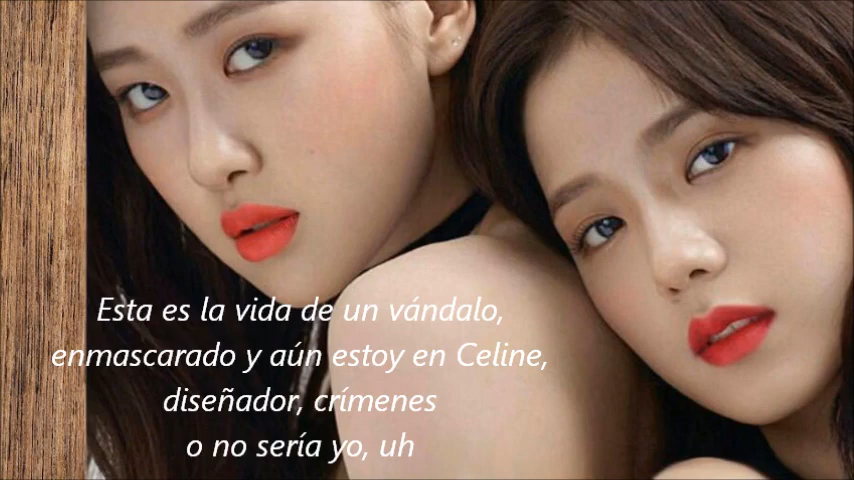 Esta es la vida de un vándalo,
enmascarado y aún estoy en Celine,
diseñador, crímenes
o no sería yo, uh